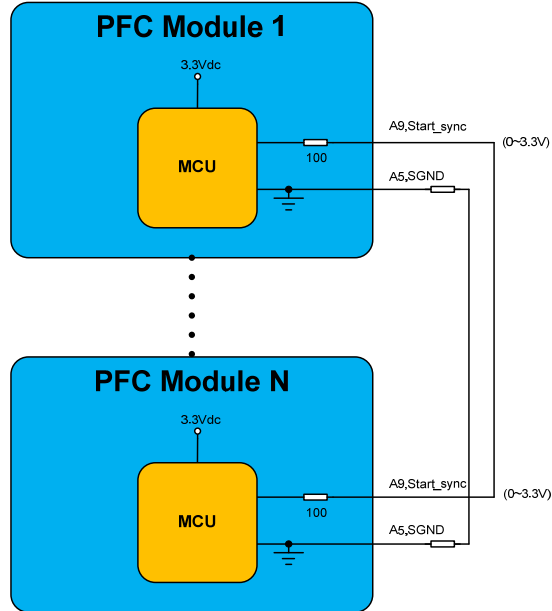 PFC Module 1
3.3Vdc
A9,Start_sync
(0~3.3V)
MCU
100
A5,SGND
PFC Module N
3.3Vdc
A9,Start_sync
(0~3.3V)
MCU
100
A5,SGND